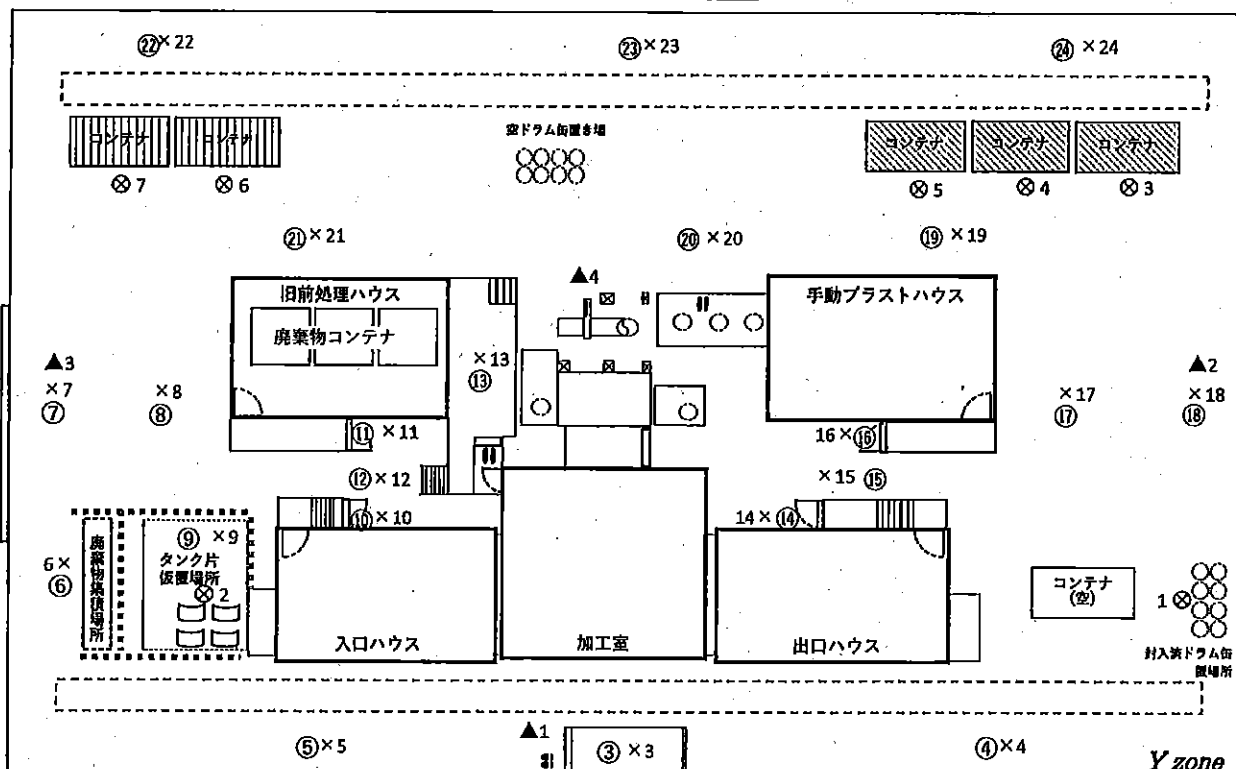 ㉒×22
㉓×23
㉔×24
コンテナ
コンテナ
空ドラム缶置き場
コンテナ
コンテナ
コンテナ
⊗7
⊗6
⊗5
⊗4
⊗3
㉑×21
⑳×20
⑲×19
▲4
旧前処理ハウス
手動ブラストハウス
廃棄物コンテナ
▲3
×7
⑦
×8
⑧
×13
⑬
▲2
×17
⑰
×18
⑱
⑪×11
16×⑯
⑫×12
×15⑮
⑩×10
14×⑭
⑨×9
廃棄物集積場所
タンク片
仮置場所
6×
⑥
⊗2
コンテナ
(空)
1⊗
入口ハウス
加工室
出口ハウス
封入済ドラム缶
置場所
▲1
⑤×5
③×3
④×4
Y zone